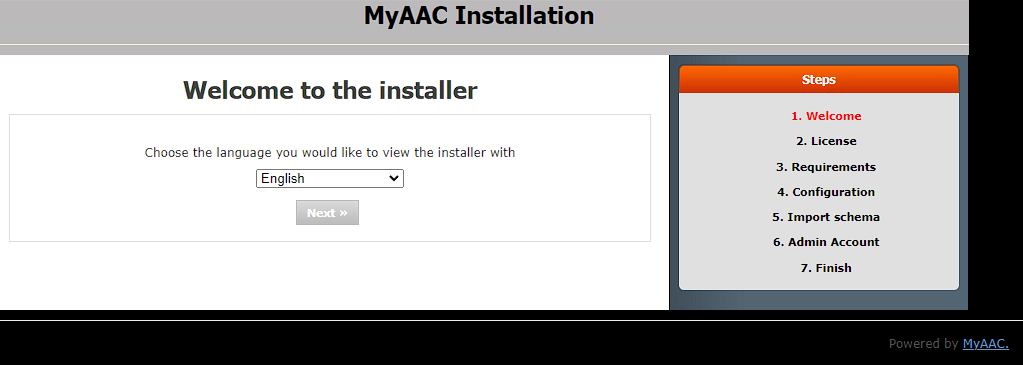 MyAAC Installation
Welcome to the installer
Choose the language you would like to view the installer with
English
Next »
Steps
1. Welcome
2. License
3. Requirements
4. Configuration
5. Import schema
6. Admin Account
7. Finish
Powered by MyAAC.